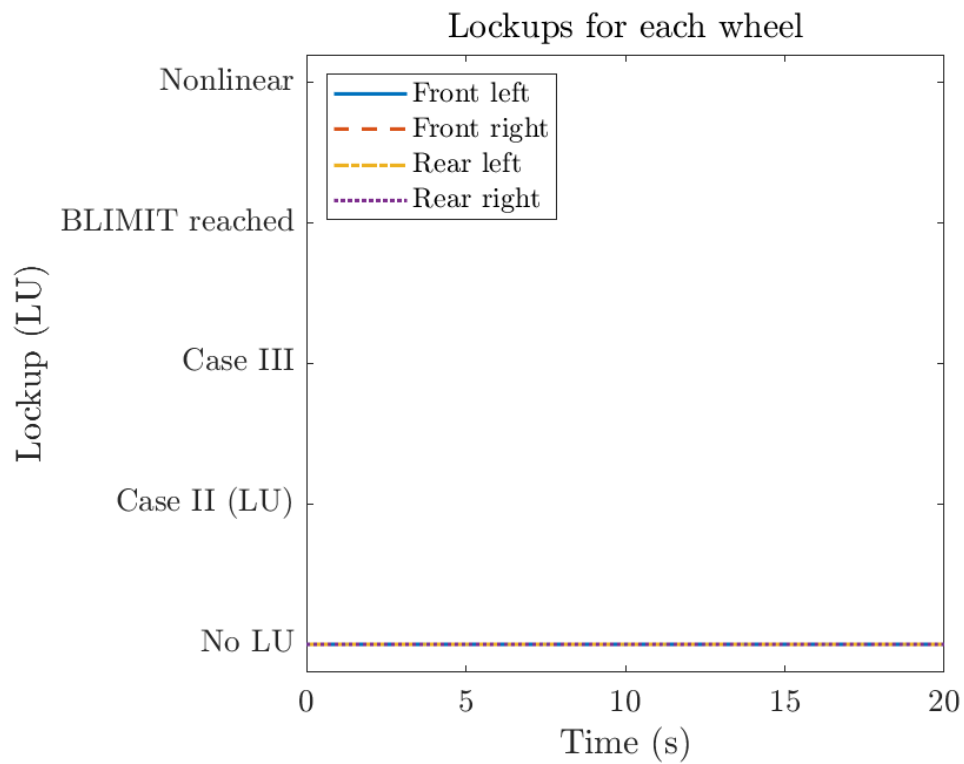 Lockups for each wheel
Nonlinear
BLIMIT reached
Case III
Case II (LU)
No LU
Lockup (LU)
Front left
Front right
Rear left
Rear right
0 5 10 15 20
Time (s)